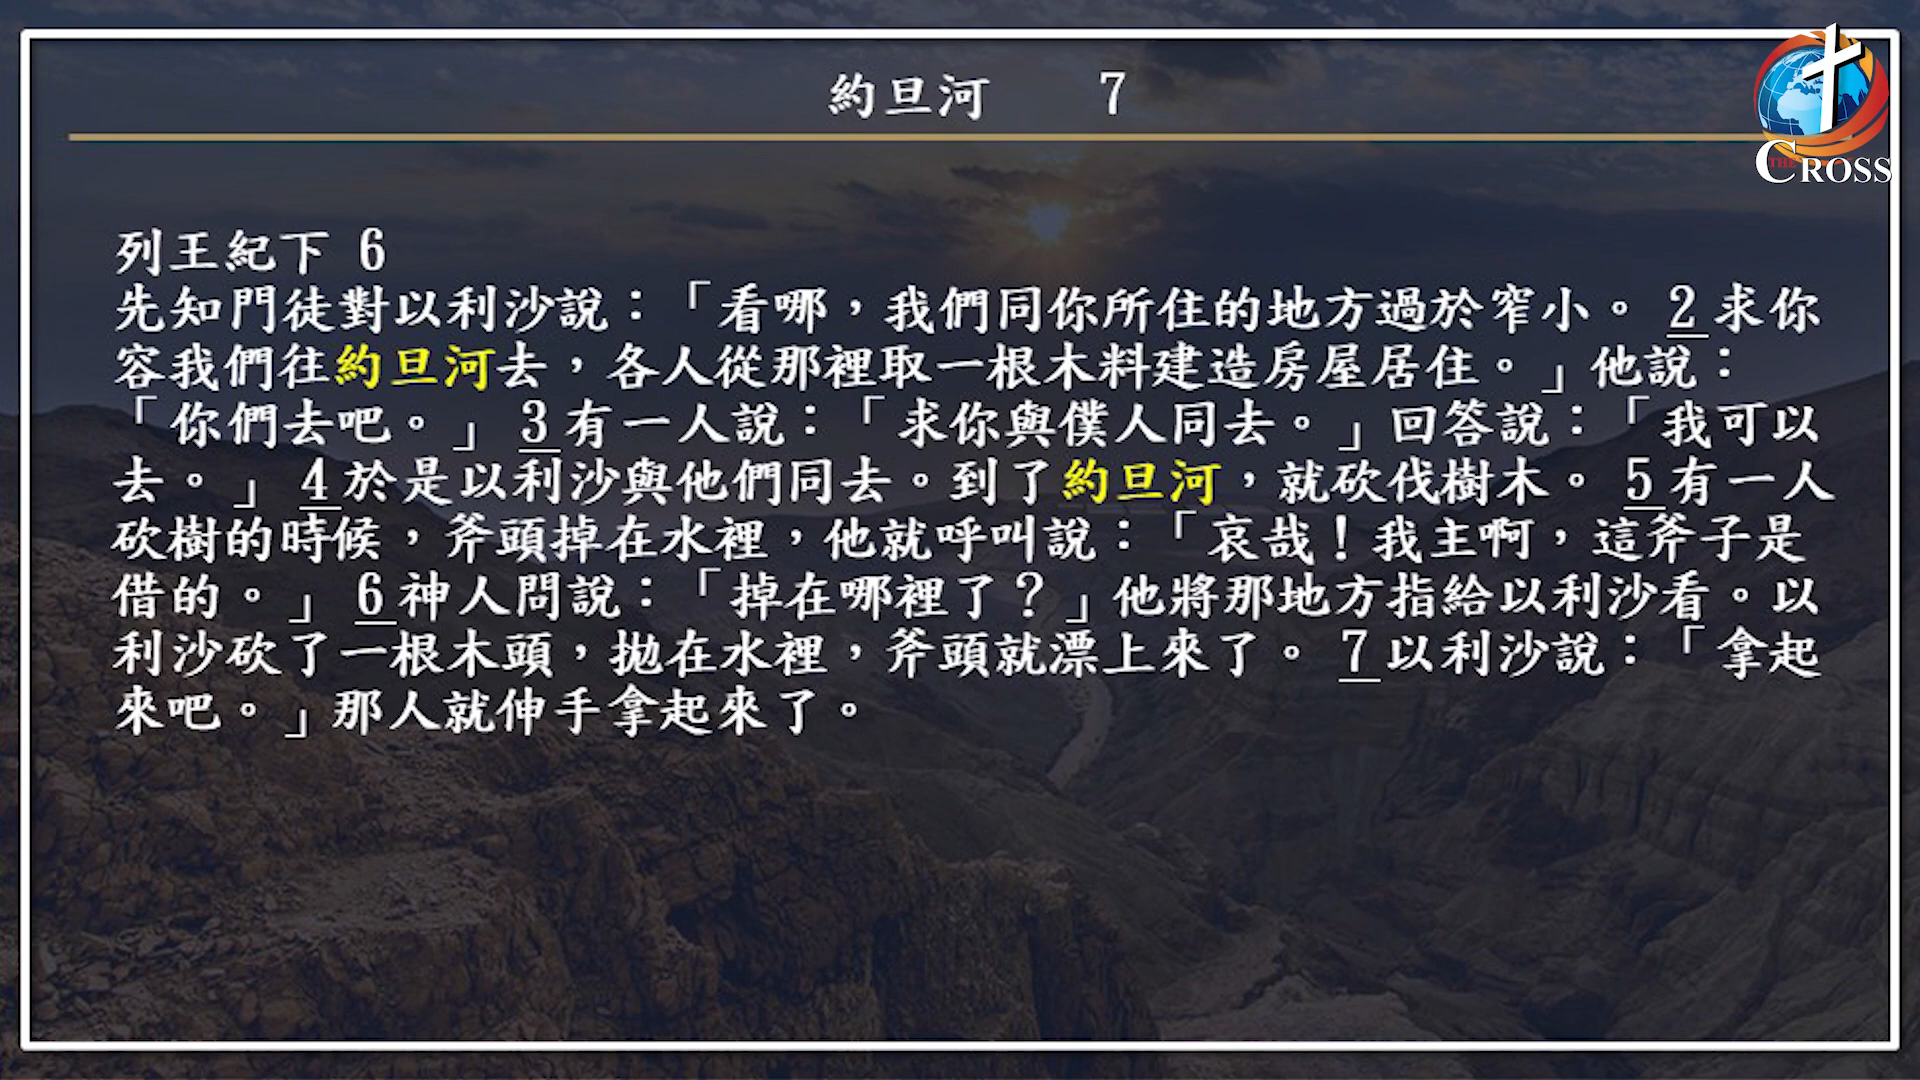 約旦河 7
THE
CROSS
列王紀下 6
先知門徒對以利沙說：「看哪，我們同你所住的地方過於窄小。 2 求你
容我們往約旦河去，各人從那裡取一根木料建造房屋居住。」他說：
「你們去吧。」 3 有一人說：「求你與僕人同去。」回答說：「我可以
去。」 4 於是以利沙與他們同去。到了約旦河，就砍伐樹木。 5 有一人
砍樹的時候，斧頭掉在水裡，他就呼叫說：「哀哉！我主啊，這斧子是
借的。」 6 神人問說：「掉在哪裡了？」他將那地方指給以利沙看。以
利沙砍了一根木頭，拋在水裡，斧頭就漂上來了。 7 以利沙說：「拿起
來吧。」那人就伸手拿起來了。